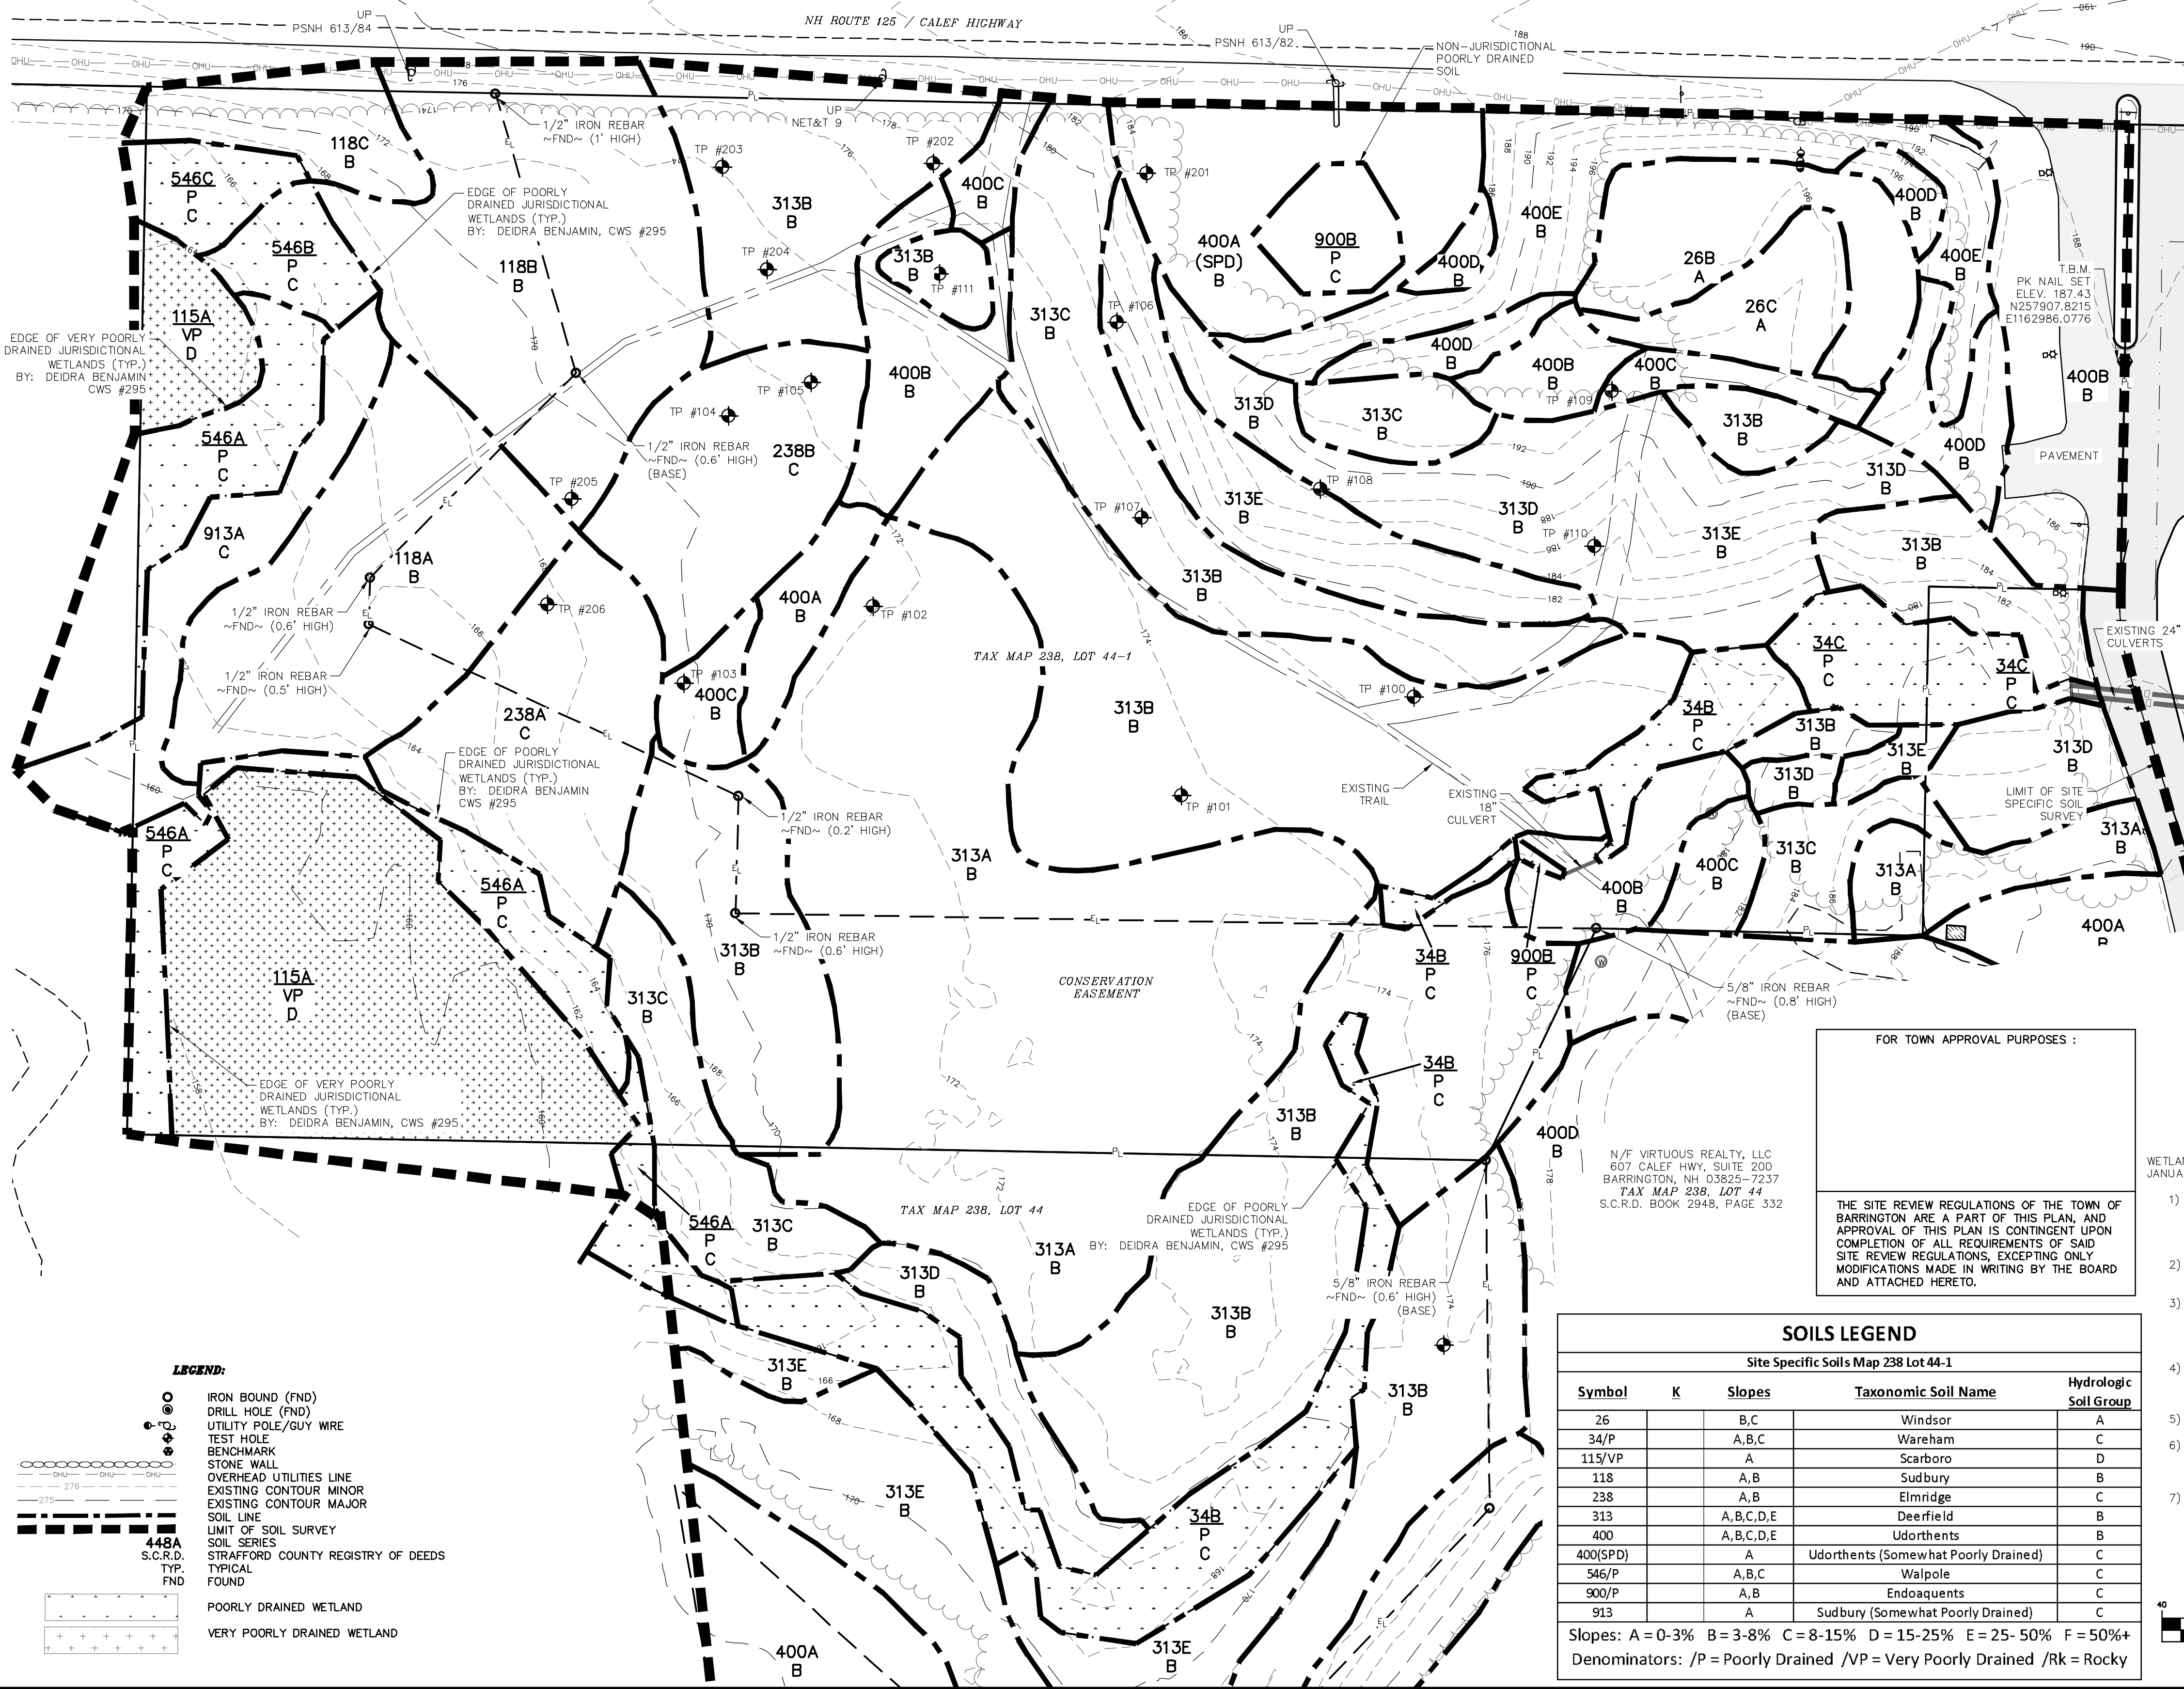 NH ROUTE 125 / CALEF HIGHWAY
UP
PSNH 613/84
UP
PSNH 613/82
NON-JURISDICTIONAL
POORLY DRAINED
SOIL
UP
NET&T 9
1/2" IRON REBAR
~FND~ (1' HIGH)
EDGE OF POORLY
DRAINED JURISDICTIONAL
WETLANDS (TYP.)
BY: DEIDRA BENJAMIN, CWS #295
118C
B
546C
P
C
546B
P
C
118B
B
115A
VP
D
EDGE OF VERY POORLY
DRAINED JURISDICTIONAL
WETLANDS (TYP.)
BY: DEIDRA BENJAMIN
CWS #295
546A
P
C
913A
C
TP #203
TP #202
TP #201
TP #204
TP #111
TP #106
TP #105
TP #104
TP #109
TP #108
TP #107
TP #110
TP #205
TP #206
TP #102
TP #103
TP #100
TP #101
313B
B
400C
B
313B
B
313C
B
400B
B
238B
C
400A
(SPD)
B
900B
P
C
400D
B
400E
B
26B
A
26C
A
400D
B
400E
B
400D
B
400B
B
400C
B
313D
B
313C
B
313B
B
400D
B
313D
B
313E
B
313D
B
313E
B
313B
B
T.B.M.
PK NAIL SET
ELEV. 187.43
N257907.8215
E1162986.0776
400B
B
PAVEMENT
1/2" IRON REBAR
~FND~ (0.6' HIGH)
(BASE)
118A
B
1/2" IRON REBAR
~FND~ (0.6' HIGH)
1/2" IRON REBAR
~FND~ (0.5' HIGH)
400A
B
313B
B
TAX MAP 238, LOT 44-1
EXISTING 24"
CULVERTS
34C
P
C
34C
P
C
34B
P
C
313B
B
313E
B
313D
B
313D
B
400C
B
238A
C
EDGE OF POORLY
DRAINED JURISDICTIONAL
WETLANDS (TYP.)
BY: DEIDRA BENJAMIN
CWS #295
313B
B
EXISTING
TRAIL
EXISTING
18"
CULVERT
LIMIT OF SITE
SPECIFIC SOIL
SURVEY
313A
B
1/2" IRON REBAR
~FND~ (0.2' HIGH)
546A
P
C
546A
P
C
313A
B
400B
B
400C
B
313C
B
313A
B
400A
B
1/2" IRON REBAR
~FND~ (0.6' HIGH)
313B
B
34B
P
C
900B
P
C
5/8" IRON REBAR
~FND~ (0.8' HIGH)
(BASE)
CONSERVATION
EASEMENT
115A
VP
D
313C
B
34B
P
C
EDGE OF VERY POORLY
DRAINED JURISDICTIONAL
WETLANDS (TYP.)
BY: DEIDRA BENJAMIN, CWS #295
313B
B
400D
B
N/F VIRTUOUS REALTY, LLC
607 CALEF HWY, SUITE 200
BARRINGTON, NH 03825-7237
TAX MAP 238, LOT 44
S.C.R.D. BOOK 2948, PAGE 332
FOR TOWN APPROVAL PURPOSES :
THE SITE REVIEW REGULATIONS OF THE TOWN OF
BARRINGTON ARE A PART OF THIS PLAN, AND
APPROVAL OF THIS PLAN IS CONTINGENT UPON
COMPLETION OF ALL REQUIREMENTS OF SAID
SITE REVIEW REGULATIONS, EXCEPTING ONLY
MODIFICATIONS MADE IN WRITING BY THE BOARD
AND ATTACHED HERETO.
WETLAN
JANUA
1)
2)
3)
4)
5)
6)
7)
40
TAX MAP 238, LOT 44
EDGE OF POORLY
DRAINED JURISDICTIONAL
WETLANDS (TYP.)
BY: DEIDRA BENJAMIN, CWS #295
546A
P
C
313C
B
313A
B
313D
B
5/8" IRON REBAR
~FND~ (0.6' HIGH)
(BASE)
313B
B
313E
B
313B
B
313E
B
34B
P
C
313E
B
400A
B
LEGEND:
IRON BOUND (FND)
DRILL HOLE (FND)
UTILITY POLE/GUY WIRE
TEST HOLE
BENCHMARK
STONE WALL
OHU OHU OHU OVERHEAD UTILITIES LINE
276 EXISTING CONTOUR MINOR
275 EXISTING CONTOUR MAJOR
SOIL LINE
LIMIT OF SOIL SURVEY
448A SOIL SERIES
S.C.R.D. STRAFFORD COUNTY REGISTRY OF DEEDS
TYP. TYPICAL
FND FOUND
POORLY DRAINED WETLAND
VERY POORLY DRAINED WETLAND
SOILS LEGEND
Site Specific Soils Map 238 Lot 44-1
Symbol K Slopes Taxonomic Soil Name Hydrologic Soil Group
26 B,C Windsor A
34/P A,B,C Wareham C
115/VP A Scarboro D
118 A,B Sudbury B
238 A,B Elmridge C
313 A,B,C,D,E Deerfield B
400 A,B,C,D,E Udorthents B
400(SPD) A Udorthents (Somewhat Poorly Drained) C
546/P A,B,C Walpole C
900/P A,B Endoaquents C
913 A Sudbury (Somewhat Poorly Drained) C
Slopes: A = 0-3% B = 3-8% C = 8-15% D = 15-25% E = 25- 50% F = 50%+
Denominators: /P = Poorly Drained /VP = Very Poorly Drained /Rk = Rocky